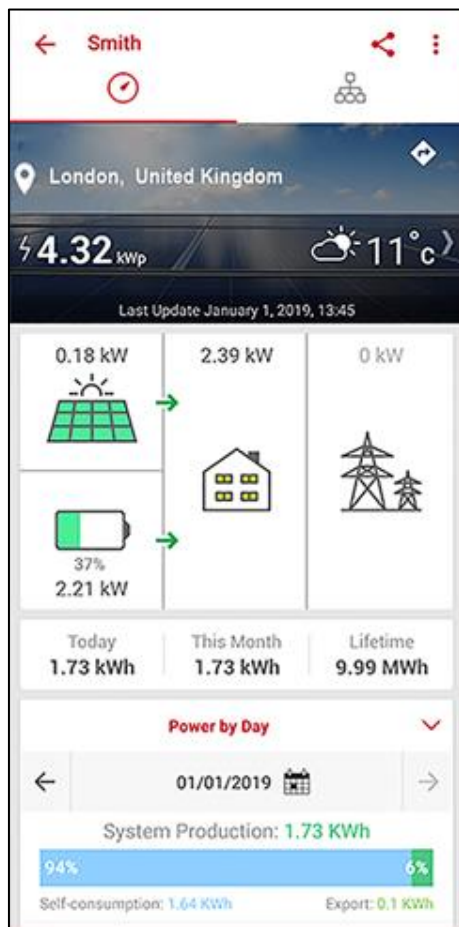 Smith
London, United Kingdom
4.32 kWp
11°c
Last Update January 1, 2019, 13:45
0.18 kW
2.39 kW
0 kW
37%
2.21 kW
Today
This Month
Lifetime
1.73 kWh
1.73 kWh
9.99 MWh
Power by Day
01/01/2019
System Production: 1.73 KWh
94%
6%
Self-consumption: 1.64 KWh
Export: 0.1 KWh